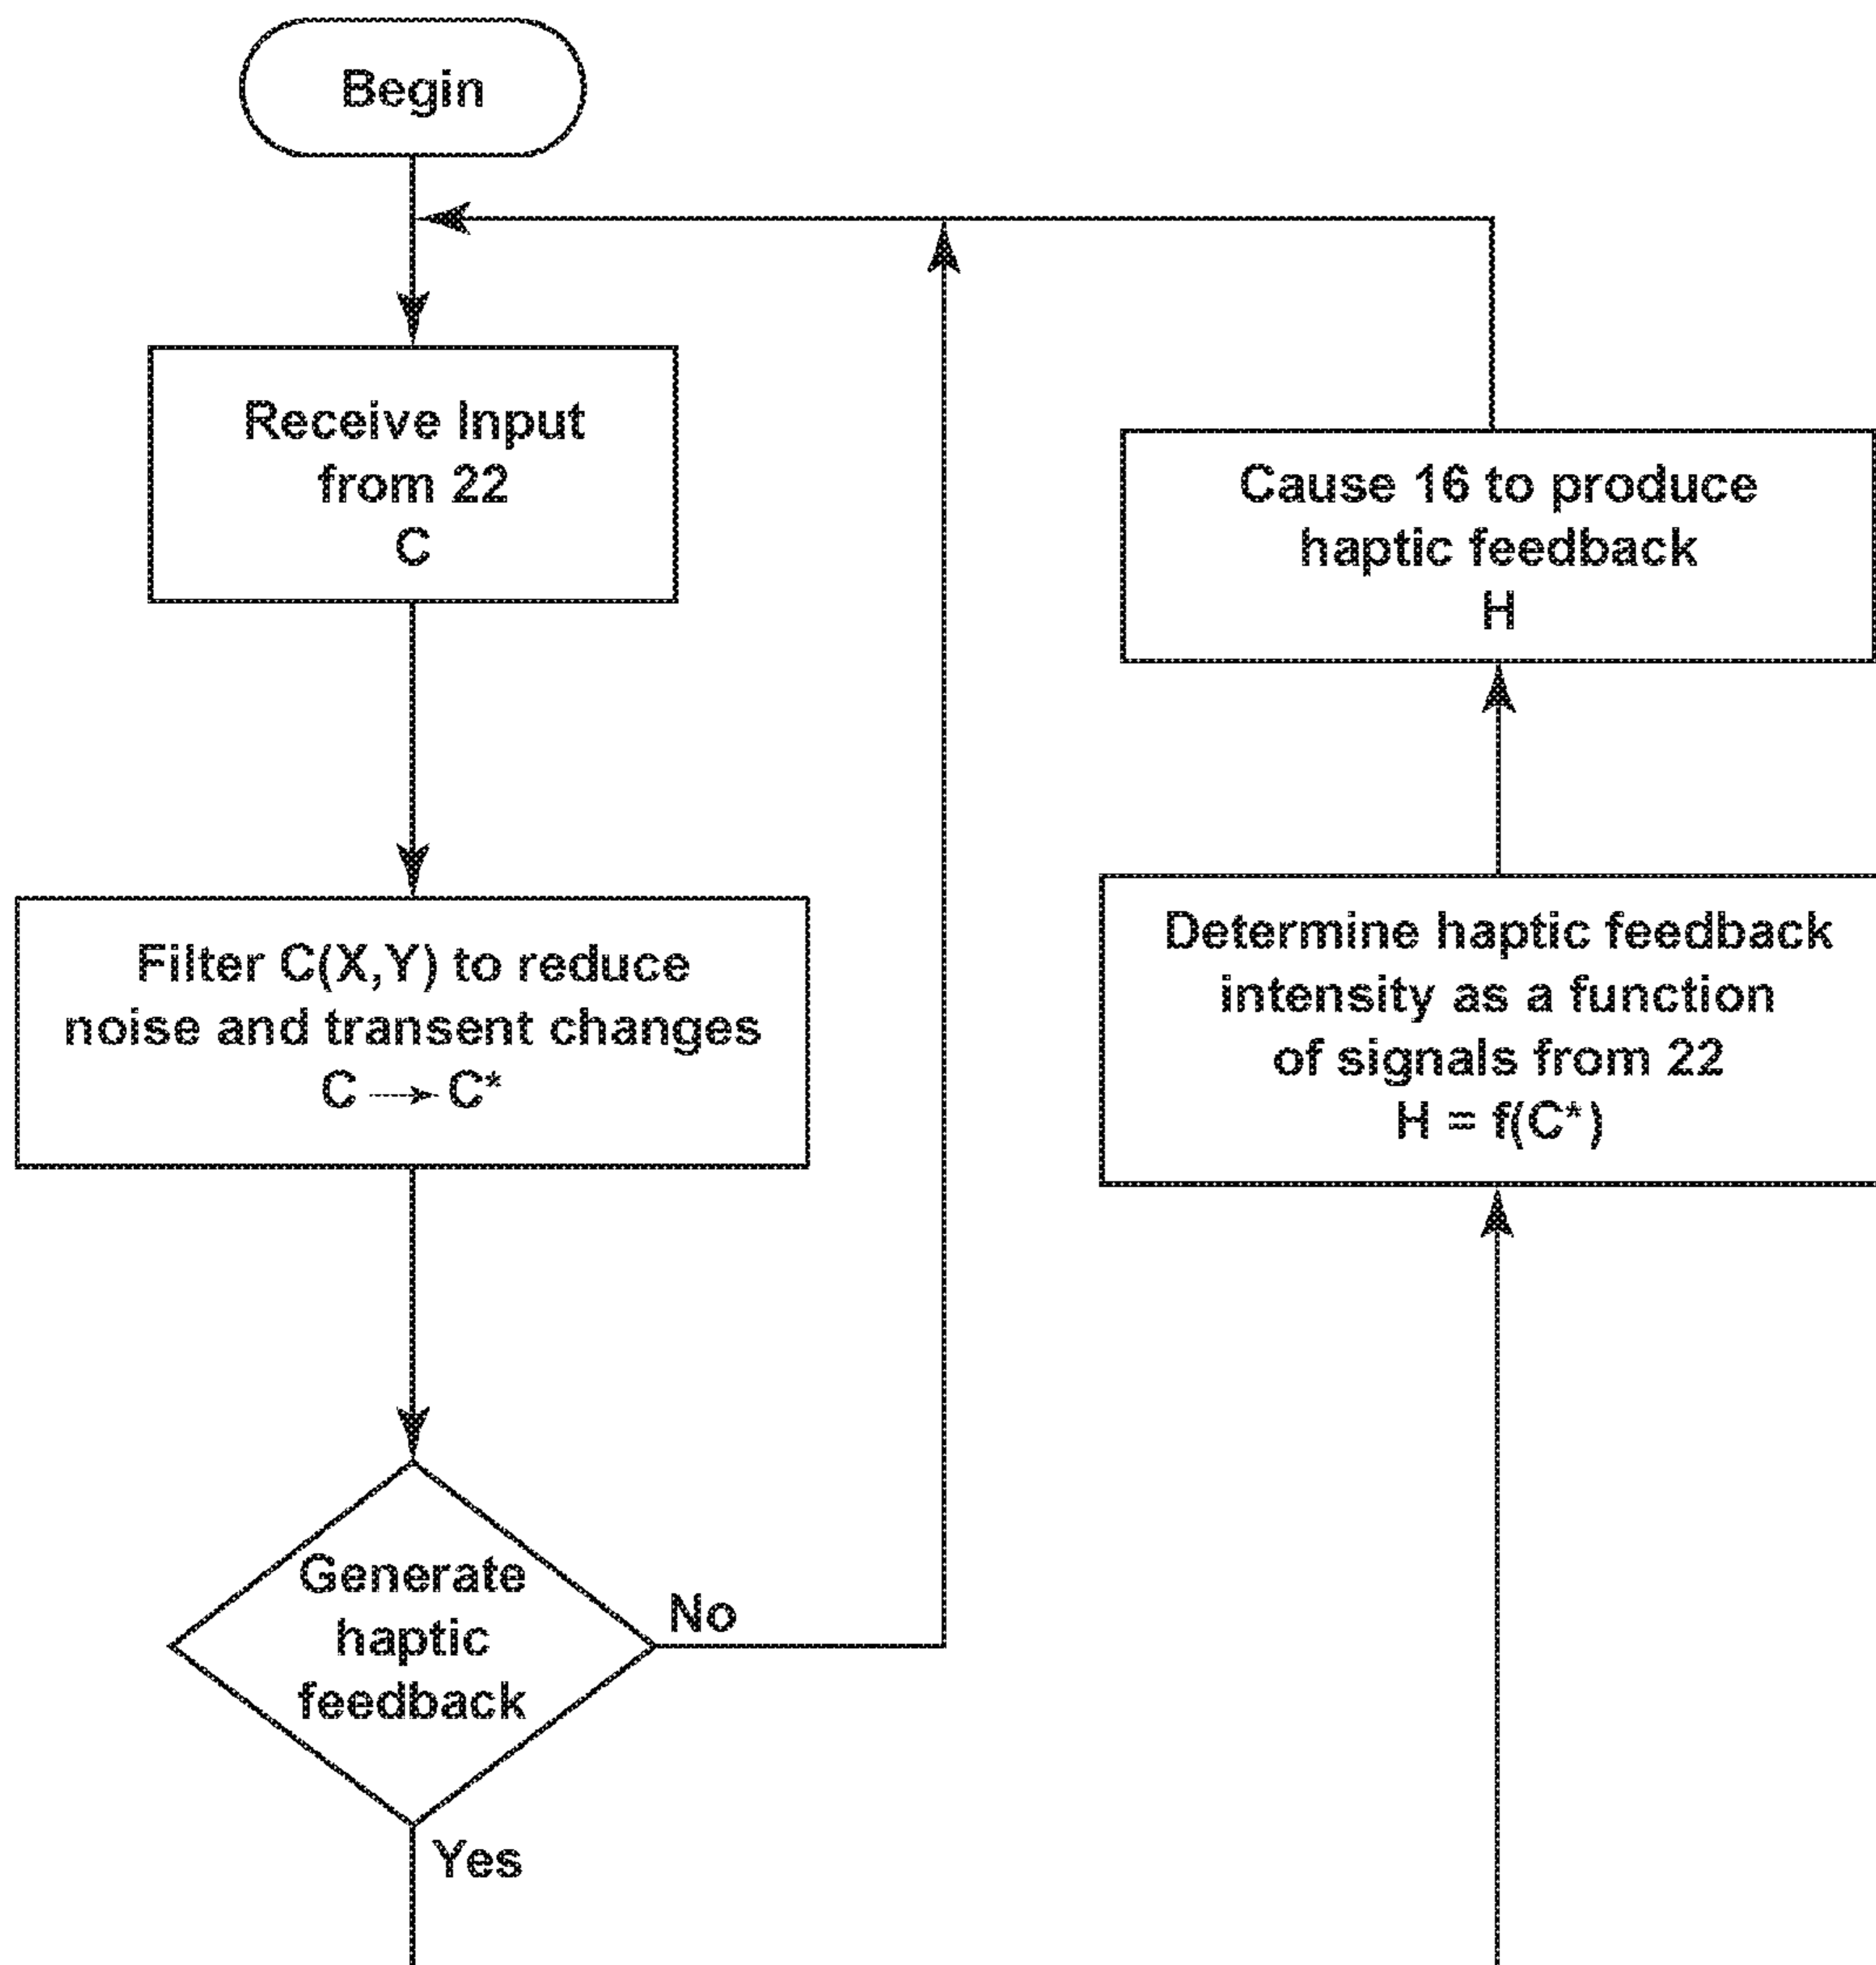 Begin
Receive Input
from 22
C
Filter C(X,Y) to reduce
noise and transent changes
C → C*
Generate
haptic
feedback
No
Yes
Cause 16 to produce
haptic feedback
H
Determine haptic feedback
intensity as a function
of signals from 22
H = f(C*)